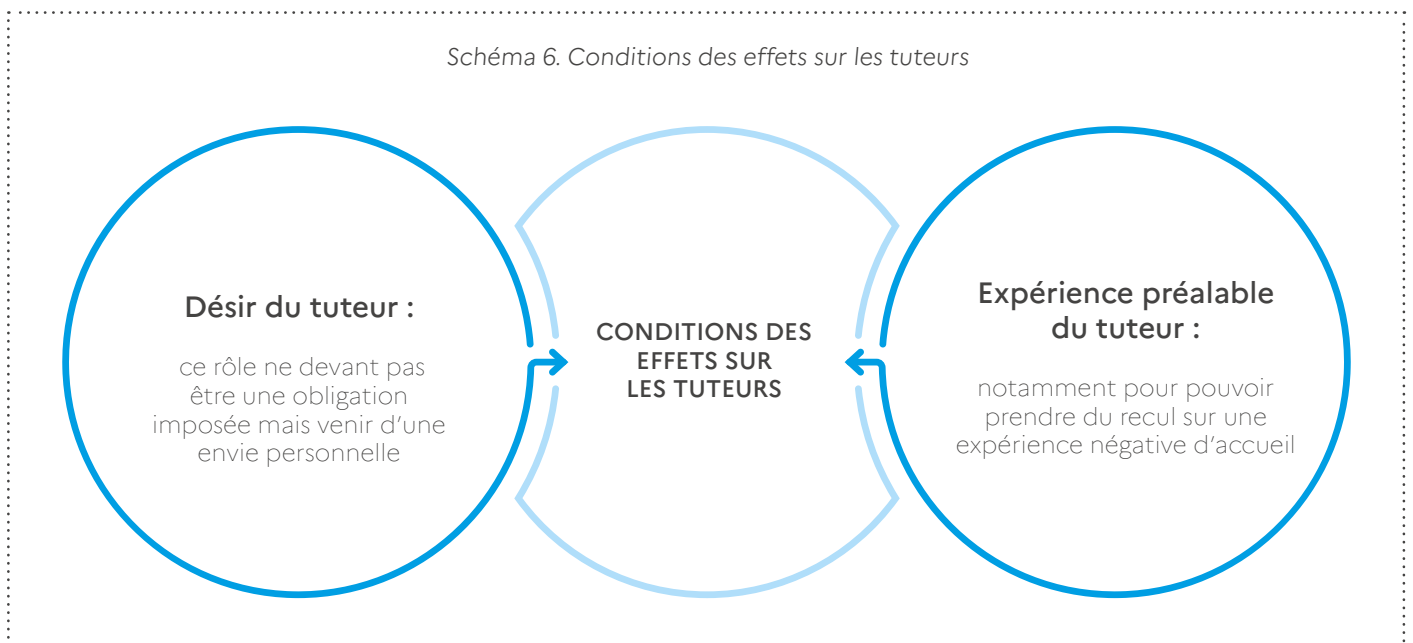 Schéma 6. Conditions des effets sur les tuteurs
Désir du tuteur :
ce rôle ne devant pas
être une obligation
imposée mais venir d’une
envie personnelle
CONDITIONS DES
EFFETS SUR
LES TUTEURS
Expérience préalable
du tuteur :
notamment pour pouvoir
prendre du recul sur une
expérience négative d’accueil